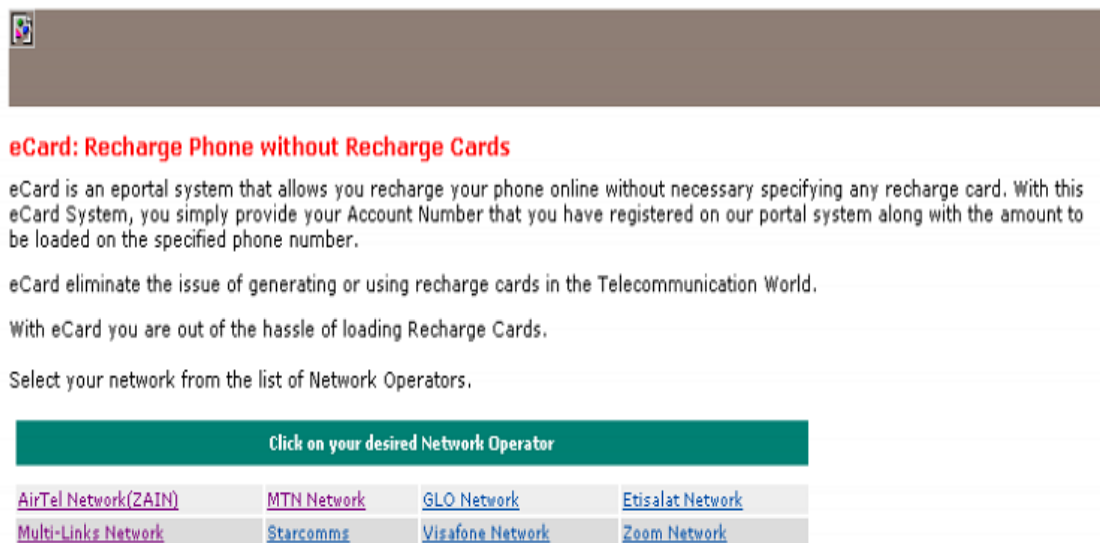 eCard: Recharge Phone without Recharge Cards
eCard is an eportal system that allows you recharge your phone online without necessary specifying any recharge card. With this
eCard System, you simply provide your Account Number that you have registered on our portal system along with the amount to
be loaded on the specified phone number.
eCard eliminate the issue of generating or using recharge cards in the Telecommunication World.
With eCard you are out of the hassle of loading Recharge Cards.
Select your network from the list of Network Operators.
Click on your desired Network Operator
AirTel Network(ZAIN) MTN Network GLO Network Etisalat Network
Multi-Links Network Starcomms Visafone Network Zoom Network